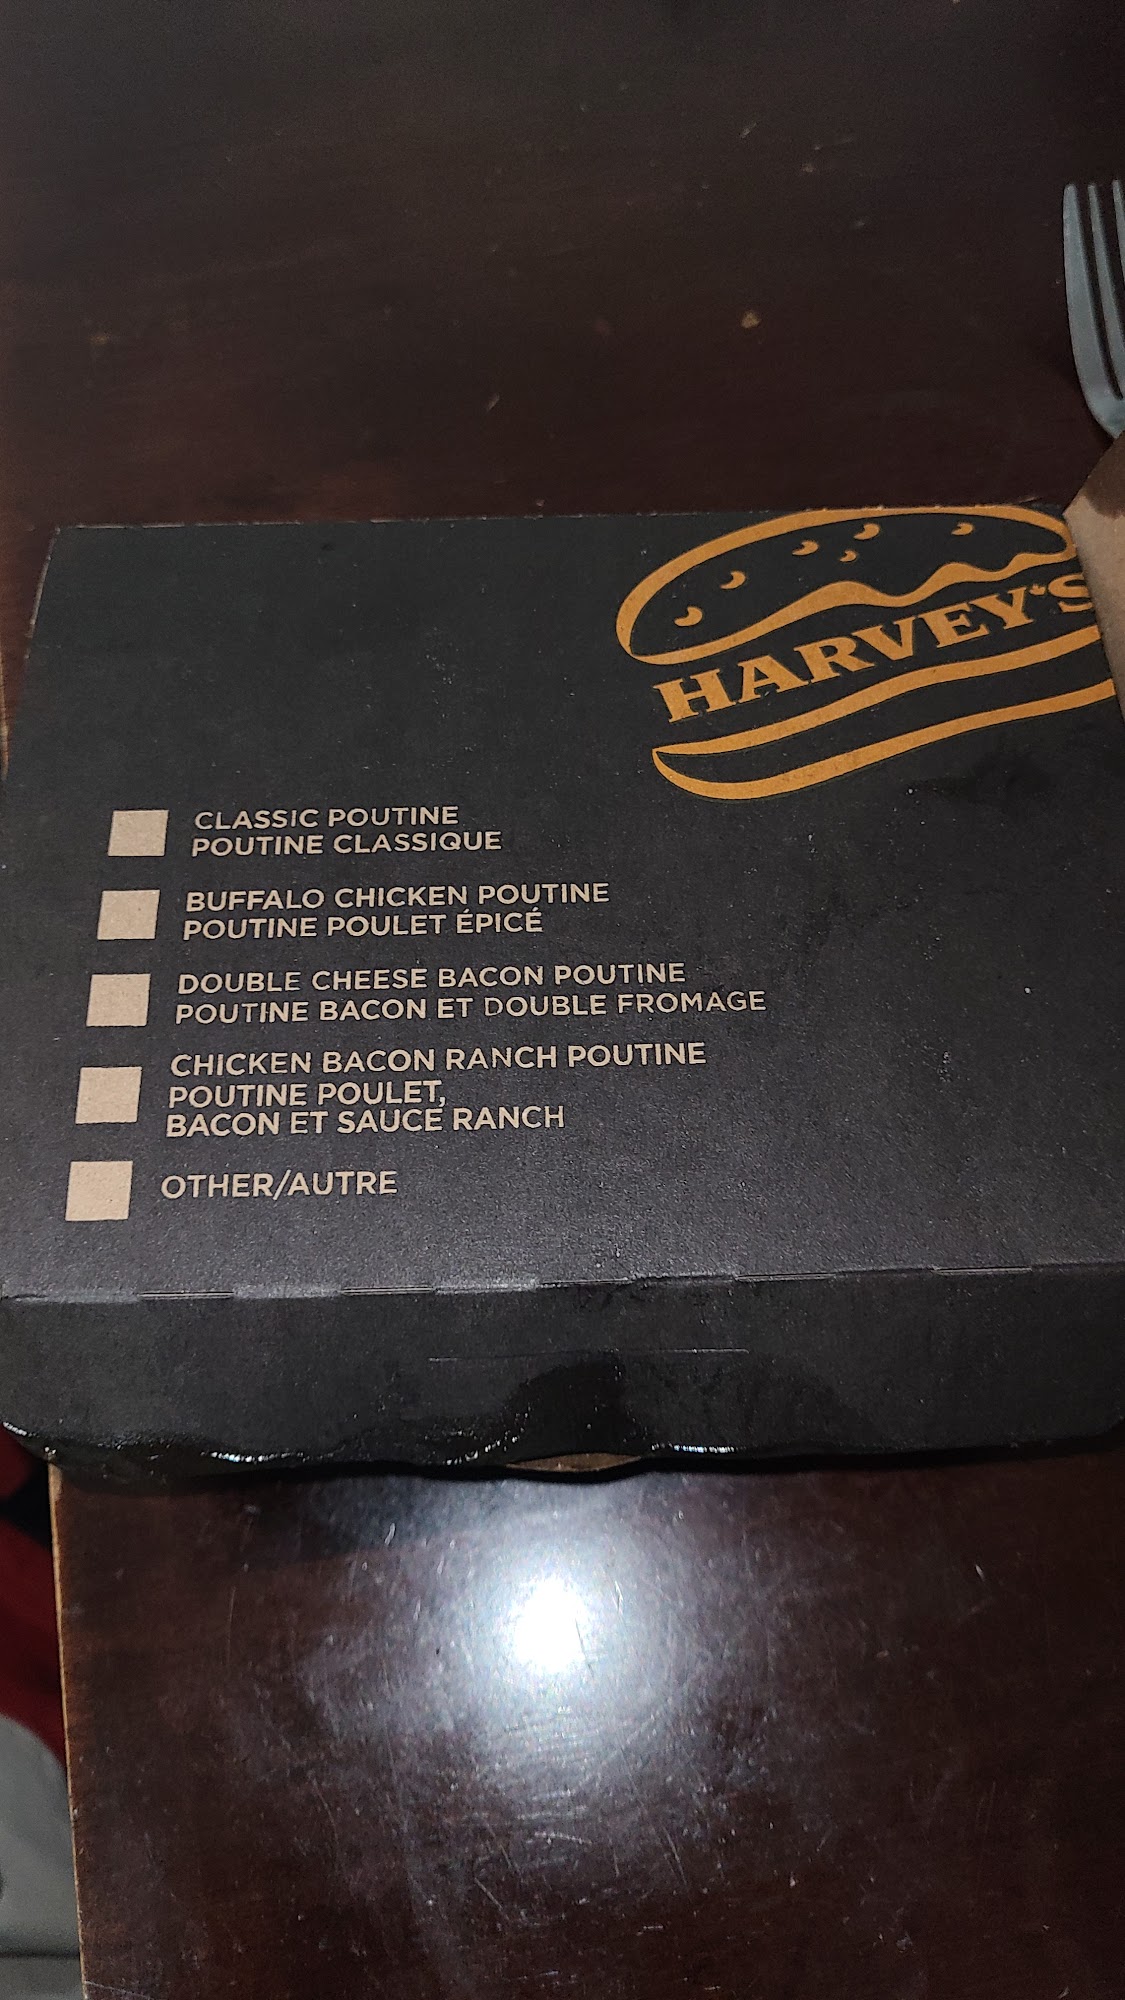 HARVEY'S
CLASSIC POUTINE
POUTINE CLASSIQUE
BUFFALO CHICKEN POUTINE
POUTINE POULET ÉPICÉ
DOUBLE CHEESE BACON POUTINE
POUTINE BACON ET DOUBLE FROMAGE
CHICKEN BACON RANCH POUTINE
POUTINE POULET,
BACON ET SAUCE RANCH
OTHER/AUTRE